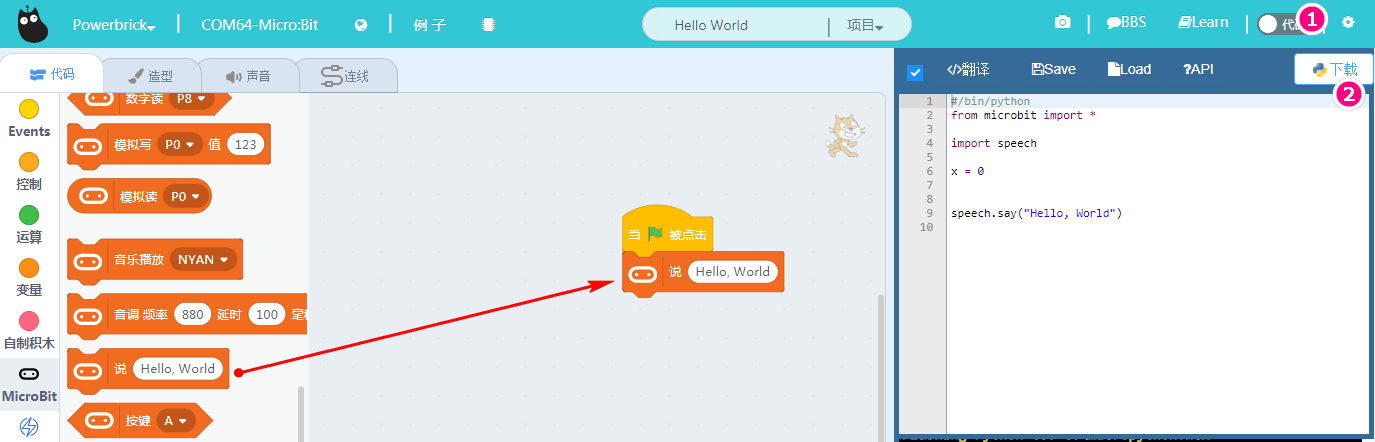 Powerbrick
COM64-Micro:Bit
例 子
Hello World
项目
BBS
Learn
代
1
代码
造型
声音
连线
翻译
Save
Load
?API
下载
2
Events
控制
运算
变量
自制积木
MicroBit
数字读 P8
模拟写 P0 值 123
模拟读 P0
音乐播放 NYAN
音调 频率 880 延时 100 毫
说 Hello, World
按键 A
当 被点击
说 Hello, World
1 #/bin/python
2 from microbit import *
3
4 import speech
5
6 x = 0
7
8
9 speech.say("Hello, World")
10